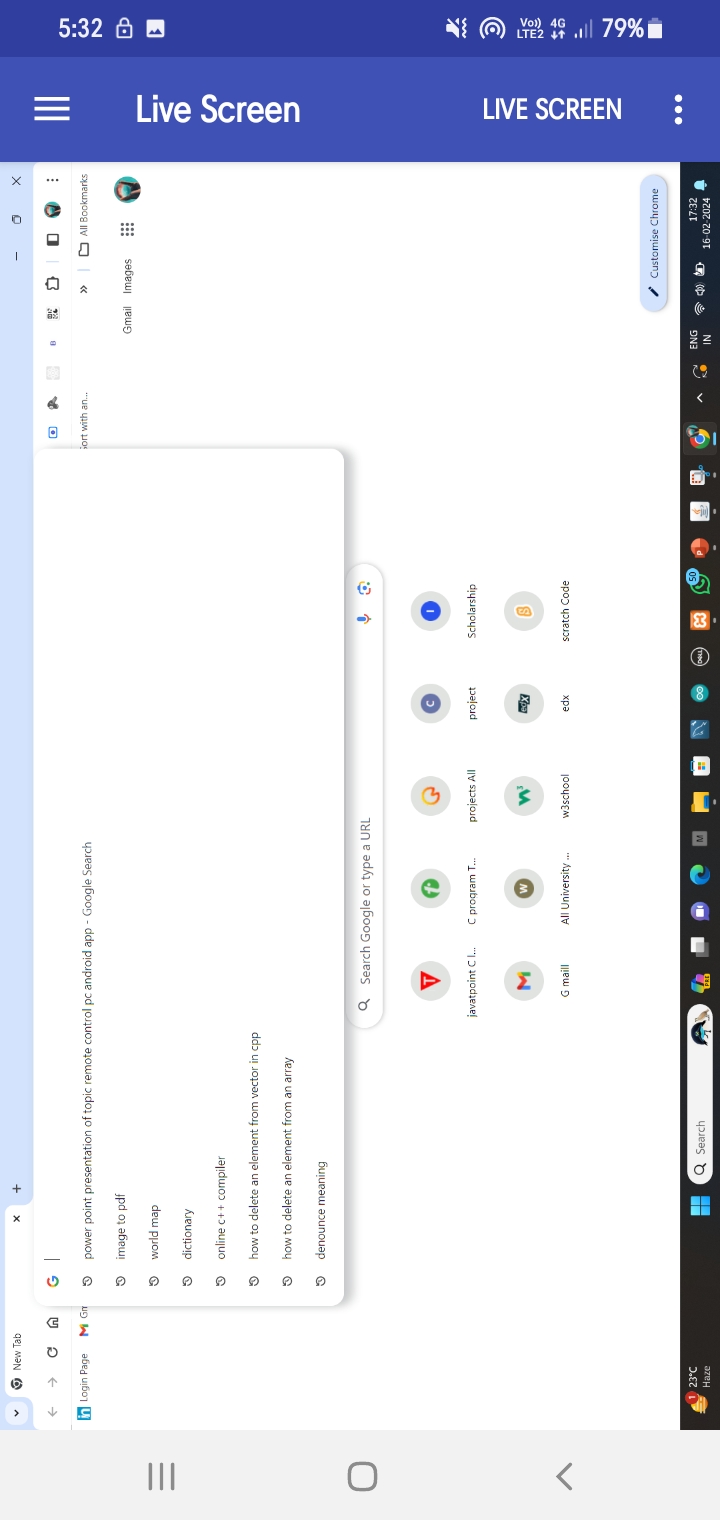 5:32
Vo)) LTE2 4G 79%
Live Screen
LIVE SCREEN
New Tab
Login Page
All Bookmarks
Gmail
Images
power point presentation of topic remote control pc android app - Google Search
image to pdf
world map
dictionary
online c++ compiler
how to delete an element from vector in cpp
how to delete an element from an array
denounce meaning
Search Google or type a URL
javatpoint C l...
C program T...
projects All
project
Scholarship
G maill
All University ...
w3school
edx
scratch Code
Customise Chrome
1
23°C
Haze
Search
PRE
M
DELL
50
ENG
IN
17:32
16-02-2024